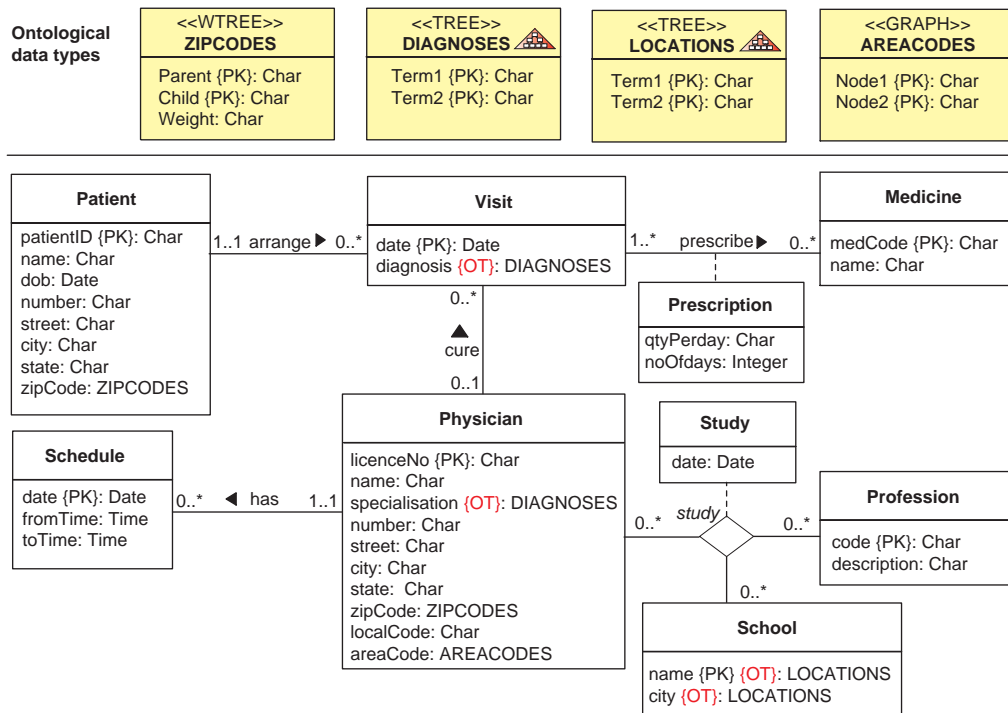 Ontological
data types
<<WTREE>>
ZIPCODES
Parent {PK}: Char
Child {PK}: Char
Weight: Char
<<TREE>>
DIAGNOSES
Term1 {PK}: Char
Term2 {PK}: Char
<<TREE>>
LOCATIONS
Term1 {PK}: Char
Term2 {PK}: Char
<<GRAPH>>
AREACODES
Node1 {PK}: Char
Node2 {PK}: Char
Patient
patientID {PK}: Char
name: Char
dob: Date
number: Char
street: Char
city: Char
state: Char
zipCode: ZIPCODES
1..1 arrange 0..*
Visit
date {PK}: Date
diagnosis {OT}: DIAGNOSES
1..* prescribe 0..*
Medicine
medCode {PK}: Char
name: Char
Prescription
qtyPerday: Char
noOfdays: Integer
0..*
cure
0..1
Schedule
date {PK}: Date
fromTime: Time
toTime: Time
0..* has 1..1
Physician
licenceNo {PK}: Char
name: Char
specialisation {OT}: DIAGNOSES
number: Char
street: Char
city: Char
state: Char
zipCode: ZIPCODES
localCode: Char
areaCode: AREACODES
Study
date: Date
0..* study 0..*
0..*
Profession
code {PK}: Char
description: Char
School
name {PK} {OT}: LOCATIONS
city {OT}: LOCATIONS